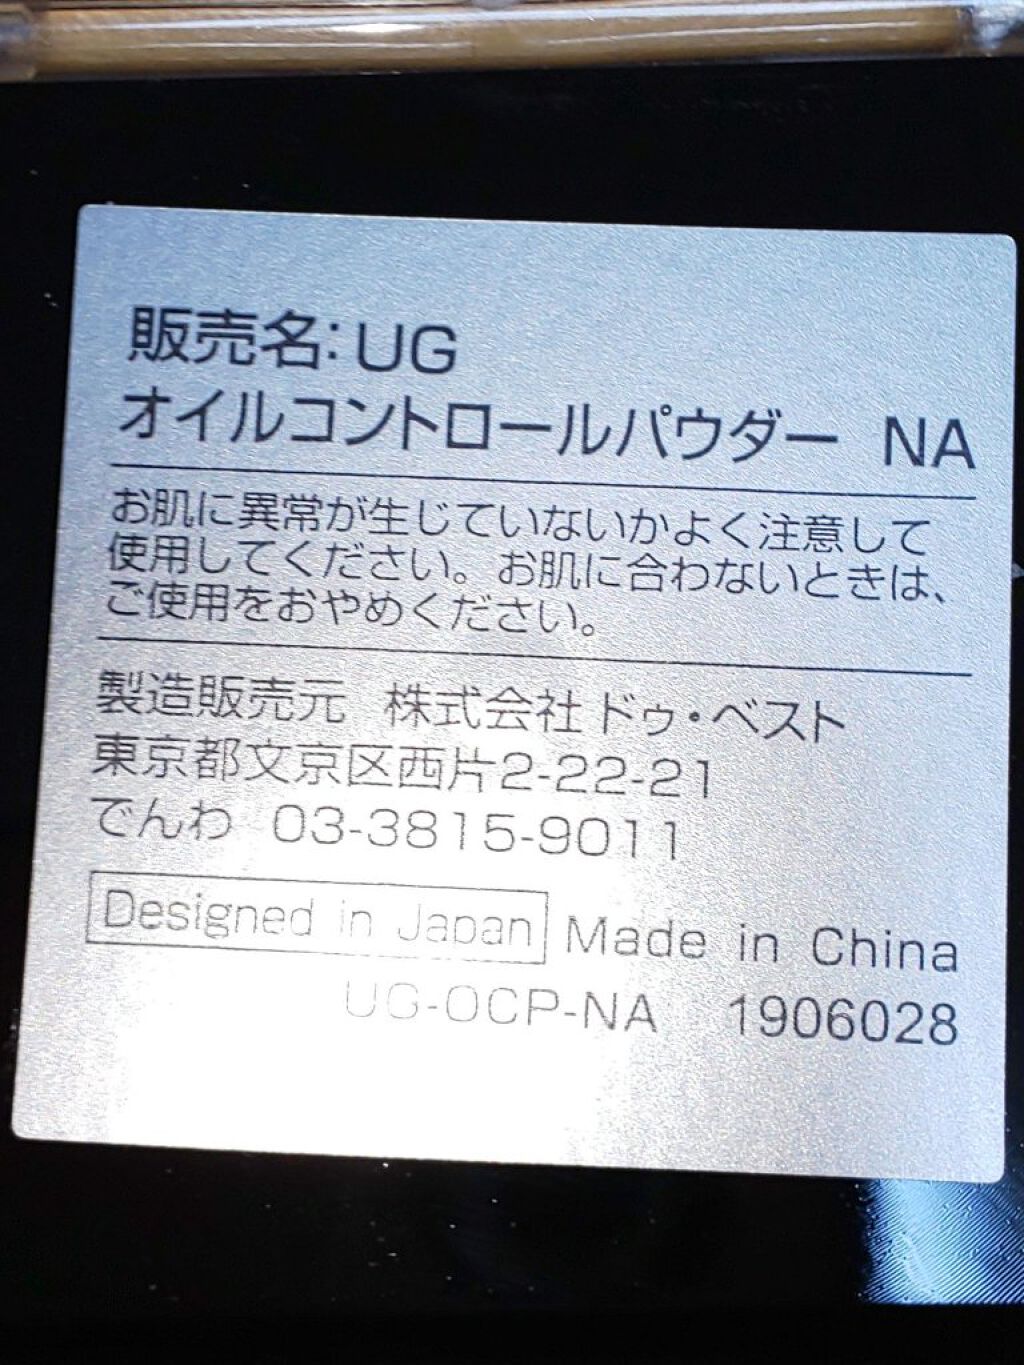 販売名：UG
オイルコントロールパウダー NA
お肌に異常が生じていないかよく注意して
使用してください。お肌に合わないときは、
ご使用をおやめください。
製造販売元 株式会社ドゥ・ベスト
東京都文京区西片2-22-21
でんわ 03-3815-9011
Designed in Japan Made in China
UG-OCP-NA 1906028